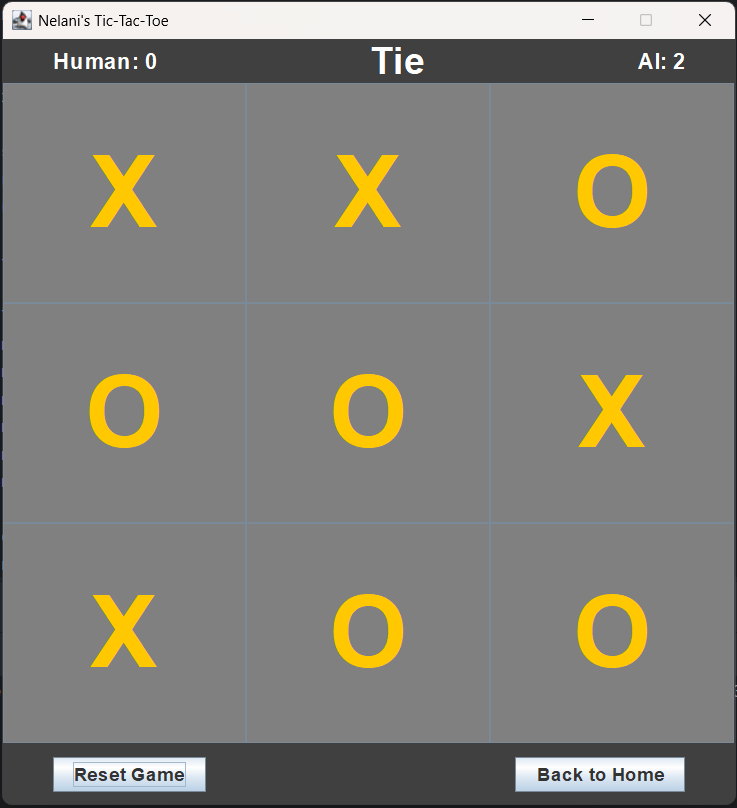 Nelani's Tic-Tac-Toe
Human: 0 Tie AI: 2
X X O
O O X
X O O
Reset Game Back to Home